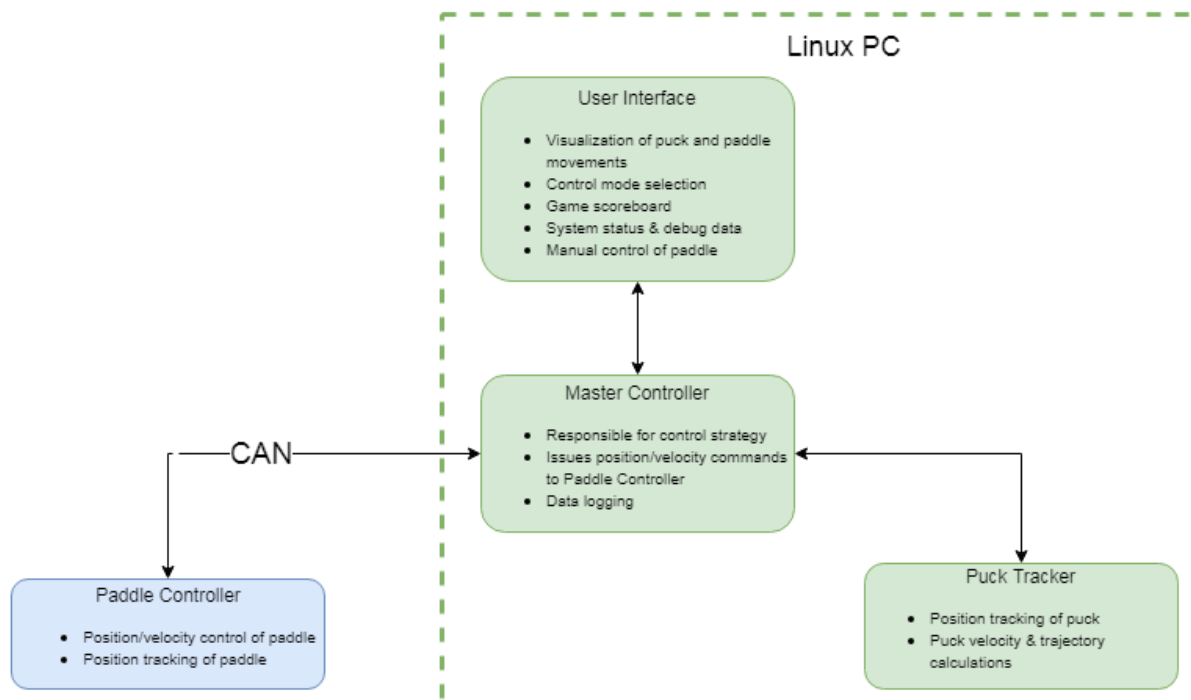 Linux PC
User Interface
• Visualization of puck and paddle
movements
• Control mode selection
• Game scoreboard
• System status & debug data
• Manual control of paddle
Master Controller
• Responsible for control strategy
• Issues position/velocity commands
to Paddle Controller
• Data logging
CAN
Paddle Controller
• Position/velocity control of paddle
• Position tracking of paddle
Puck Tracker
• Position tracking of puck
• Puck velocity & trajectory
calculations